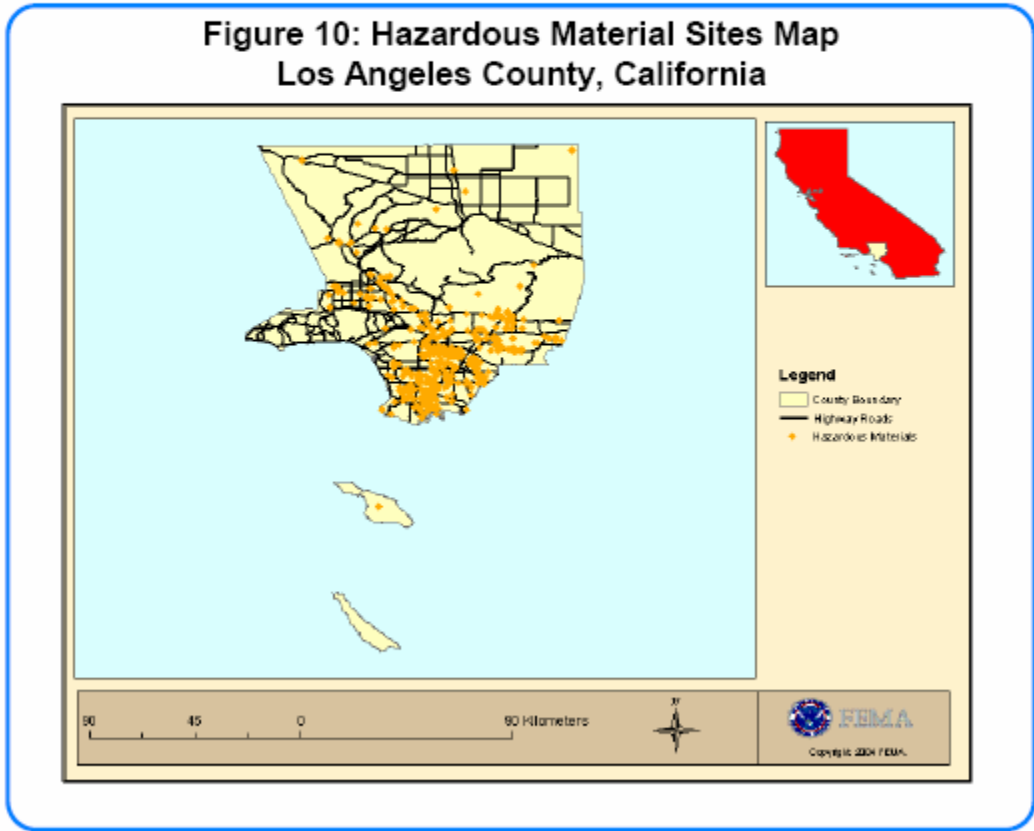 Figure 10: Hazardous Material Sites Map
Los Angeles County, California
Legend
County Boundary
Highway Roads
Hazardous Materials
90 45 0 90 Kilometers
N
FEMA
Copyright 2004 FEMA.